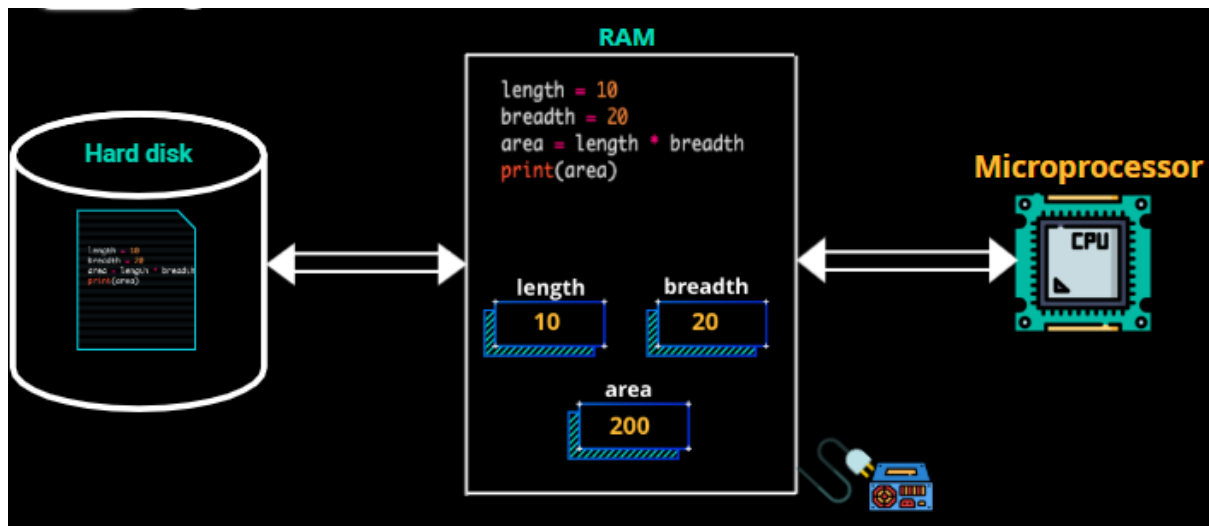 RAM
length = 10
breadth = 20
area = length * breadth
print(area)
Hard disk
length = 10
breadth = 20
area = length * breadth
print(area)
Microprocessor
CPU
length
10
breadth
20
area
200